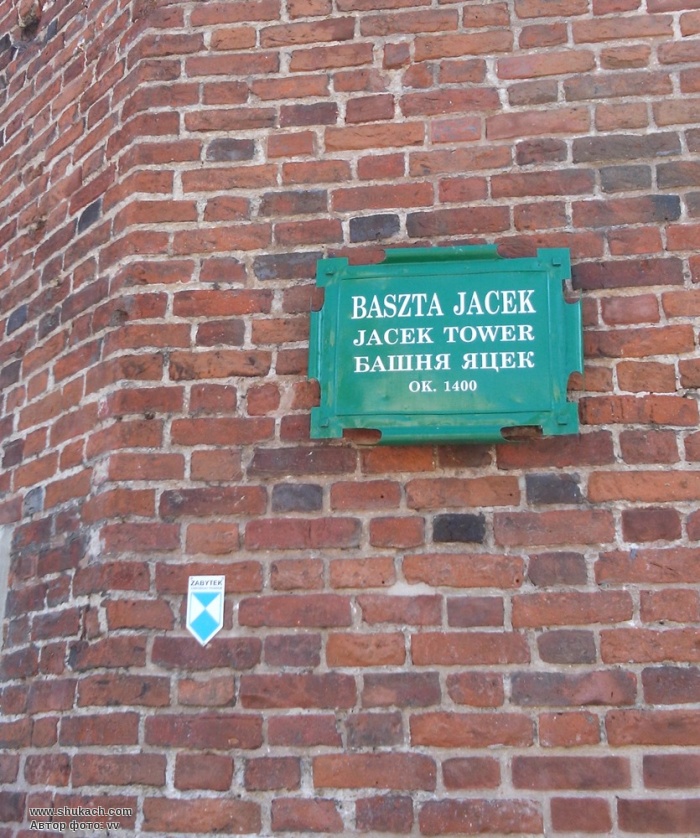 BASZTA JACEK
JACEK TOWER
БАШНЯ ЯЦЕК
OK. 1400
ZABYTEK
www.shukach.com
Автор фото: vv